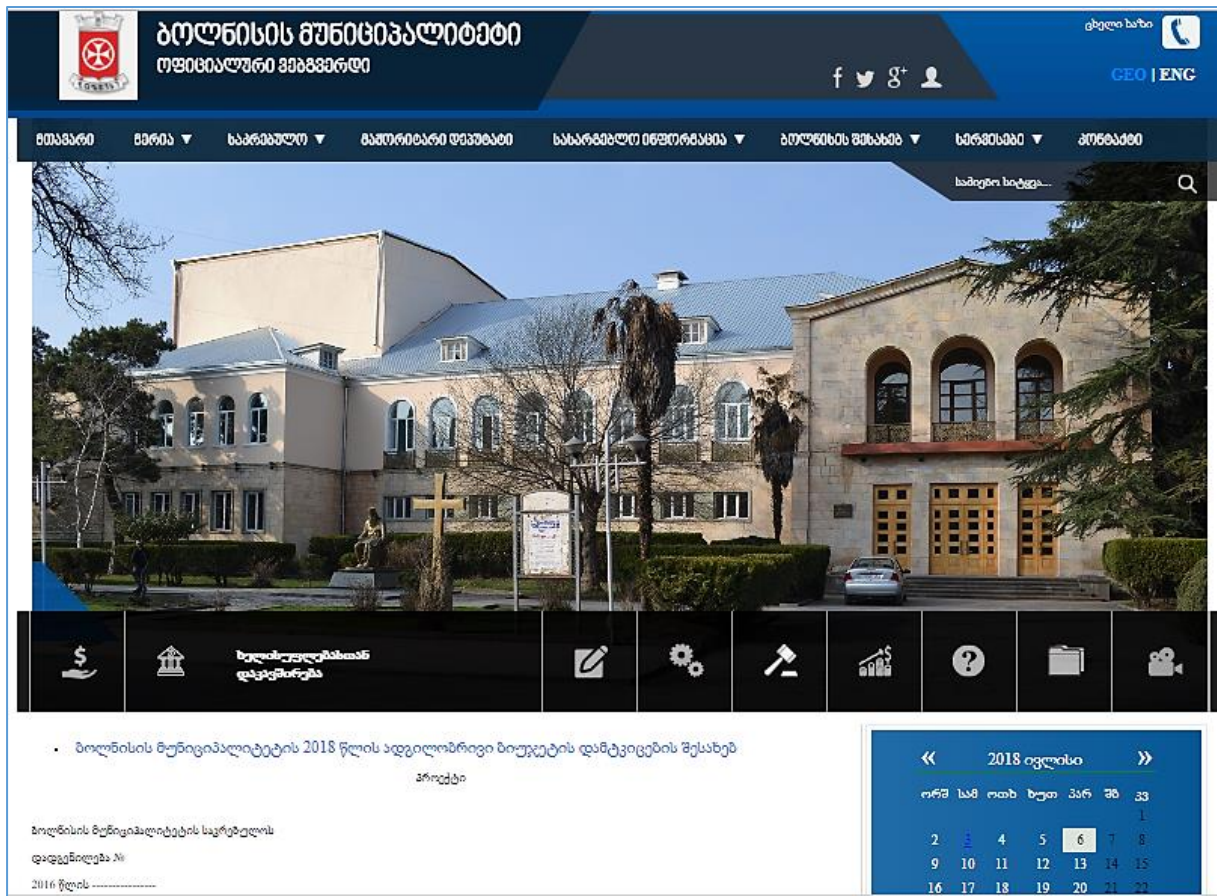 ბოლნისის მუნიციპალიტეტი
ოფიციალური ვებგვერდი
ცხელი ხაზი
GEO | ENG
მთავარი მერია ▼ საკრებულო ▼ მაჟორიტარი დეპუტატი სასარგებლო ინფორმაცია ▼ ბოლნისის შესახებ ▼ სერვისები ▼ კონტაქტი
საძიებო სიტყვა...
ხელისუფლებასთან
დაკავშირება
• ბოლნისის მუნიციპალიტეტის 2018 წლის ადგილობრივი ბიუჯეტის დამტკიცების შესახებ
პროექტი
ბოლნისის მუნიციპალიტეტის საკრებულოს
დადგენილება №
2016 წლის ----------------
« 2018 ივლისი »
ორშ სამ ოთხ ხუთ პარ შბ კვ
1
2 3 4 5 6 7 8
9 10 11 12 13 14 15
16 17 18 19 20 21 22